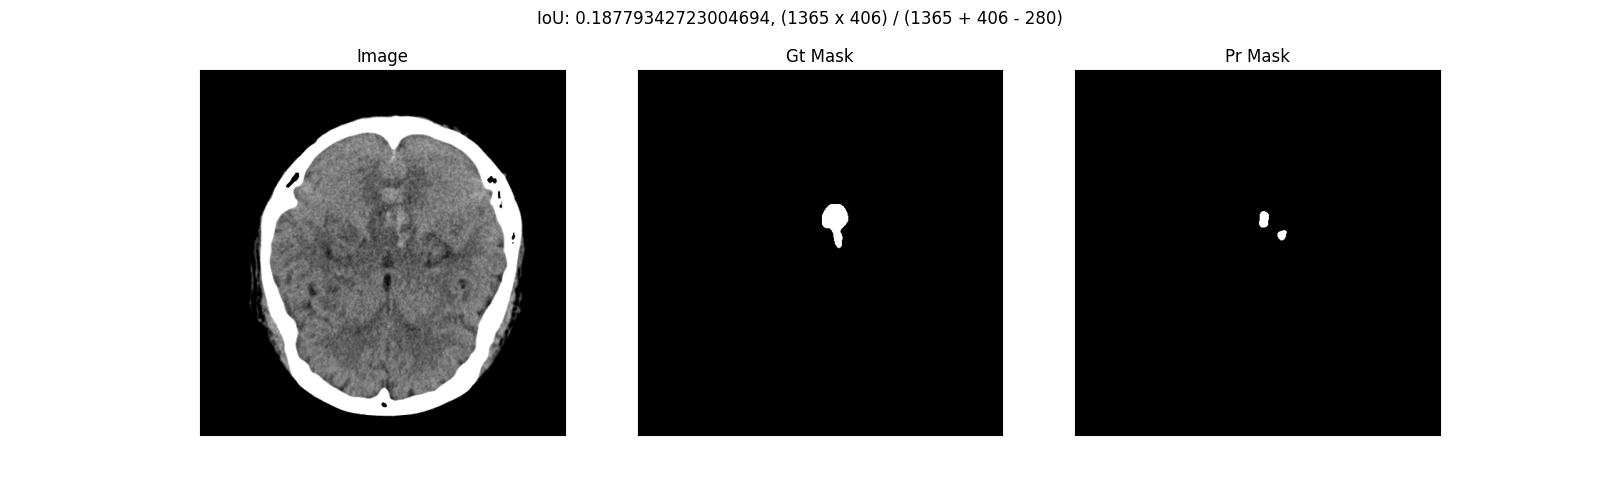 IoU: 0.18779342723004694, (1365 x 406) / (1365 + 406 - 280)
Image
Gt Mask
Pr Mask